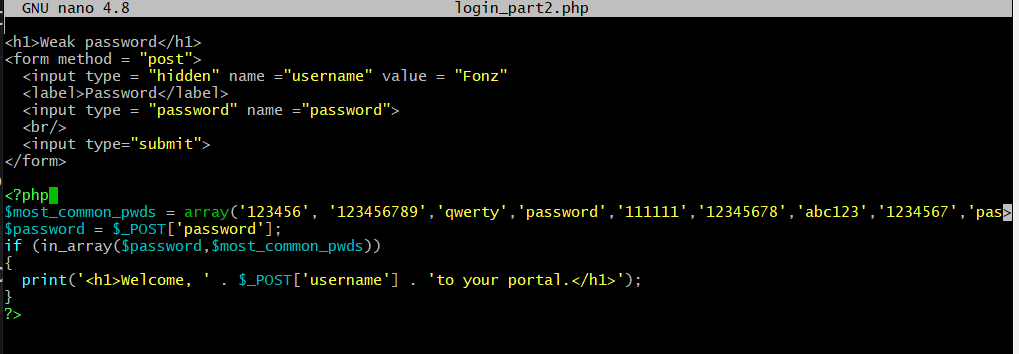 GNU nano 4.8 login_part2.php
<h1>Weak password</h1>
<form method = "post">
  <input type = "hidden" name ="username" value = "Fonz"
  <label>Password</label>
  <input type = "password" name ="password">
  <br/>
  <input type="submit">
</form>
<?php
$most_common_pwds = array('123456', '123456789','qwerty','password','111111','12345678','abc123','1234567','pas>
$password = $_POST['password'];
if (in_array($password,$most_common_pwds))
{
  print('<h1>Welcome, ' . $_POST['username'] . 'to your portal.</h1>');
}
?>